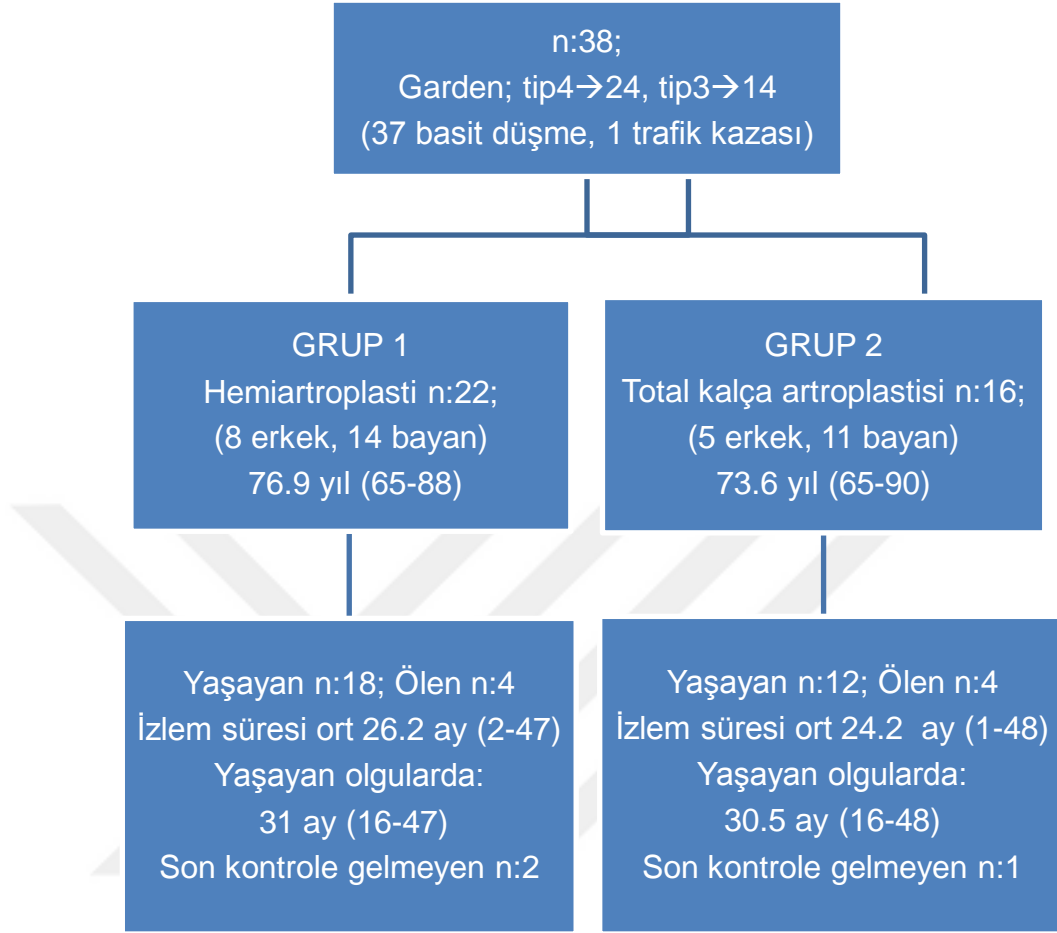 n:38;
Garden; tip4→24, tip3→14
(37 basit düşme, 1 trafik kazası)
GRUP 1
Hemiartroplasti n:22;
(8 erkek, 14 bayan)
76.9 yıl (65-88)
GRUP 2
Total kalça artroplastisi n:16;
(5 erkek, 11 bayan)
73.6 yıl (65-90)
Yaşayan n:18; Ölen n:4
İzlem süresi ort 26.2 ay (2-47)
Yaşayan olgularda:
31 ay (16-47)
Son kontrole gelmeyen n:2
Yaşayan n:12; Ölen n:4
İzlem süresi ort 24.2  ay (1-48)
Yaşayan olgularda:
30.5 ay (16-48)
Son kontrole gelmeyen n:1